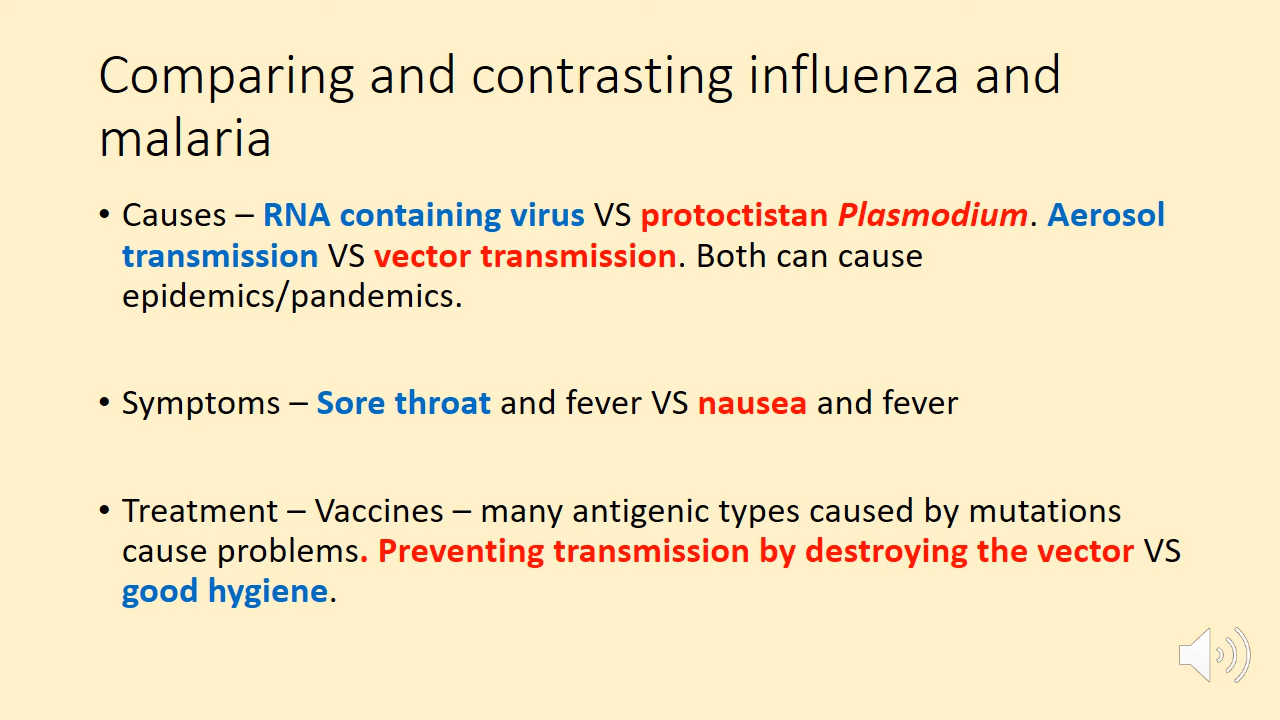 Comparing and contrasting influenza and
malaria
• Causes – RNA containing virus VS protoctistan Plasmodium. Aerosol
transmission VS vector transmission. Both can cause
epidemics/pandemics.
• Symptoms – Sore throat and fever VS nausea and fever
• Treatment – Vaccines – many antigenic types caused by mutations
cause problems. Preventing transmission by destroying the vector VS
good hygiene.